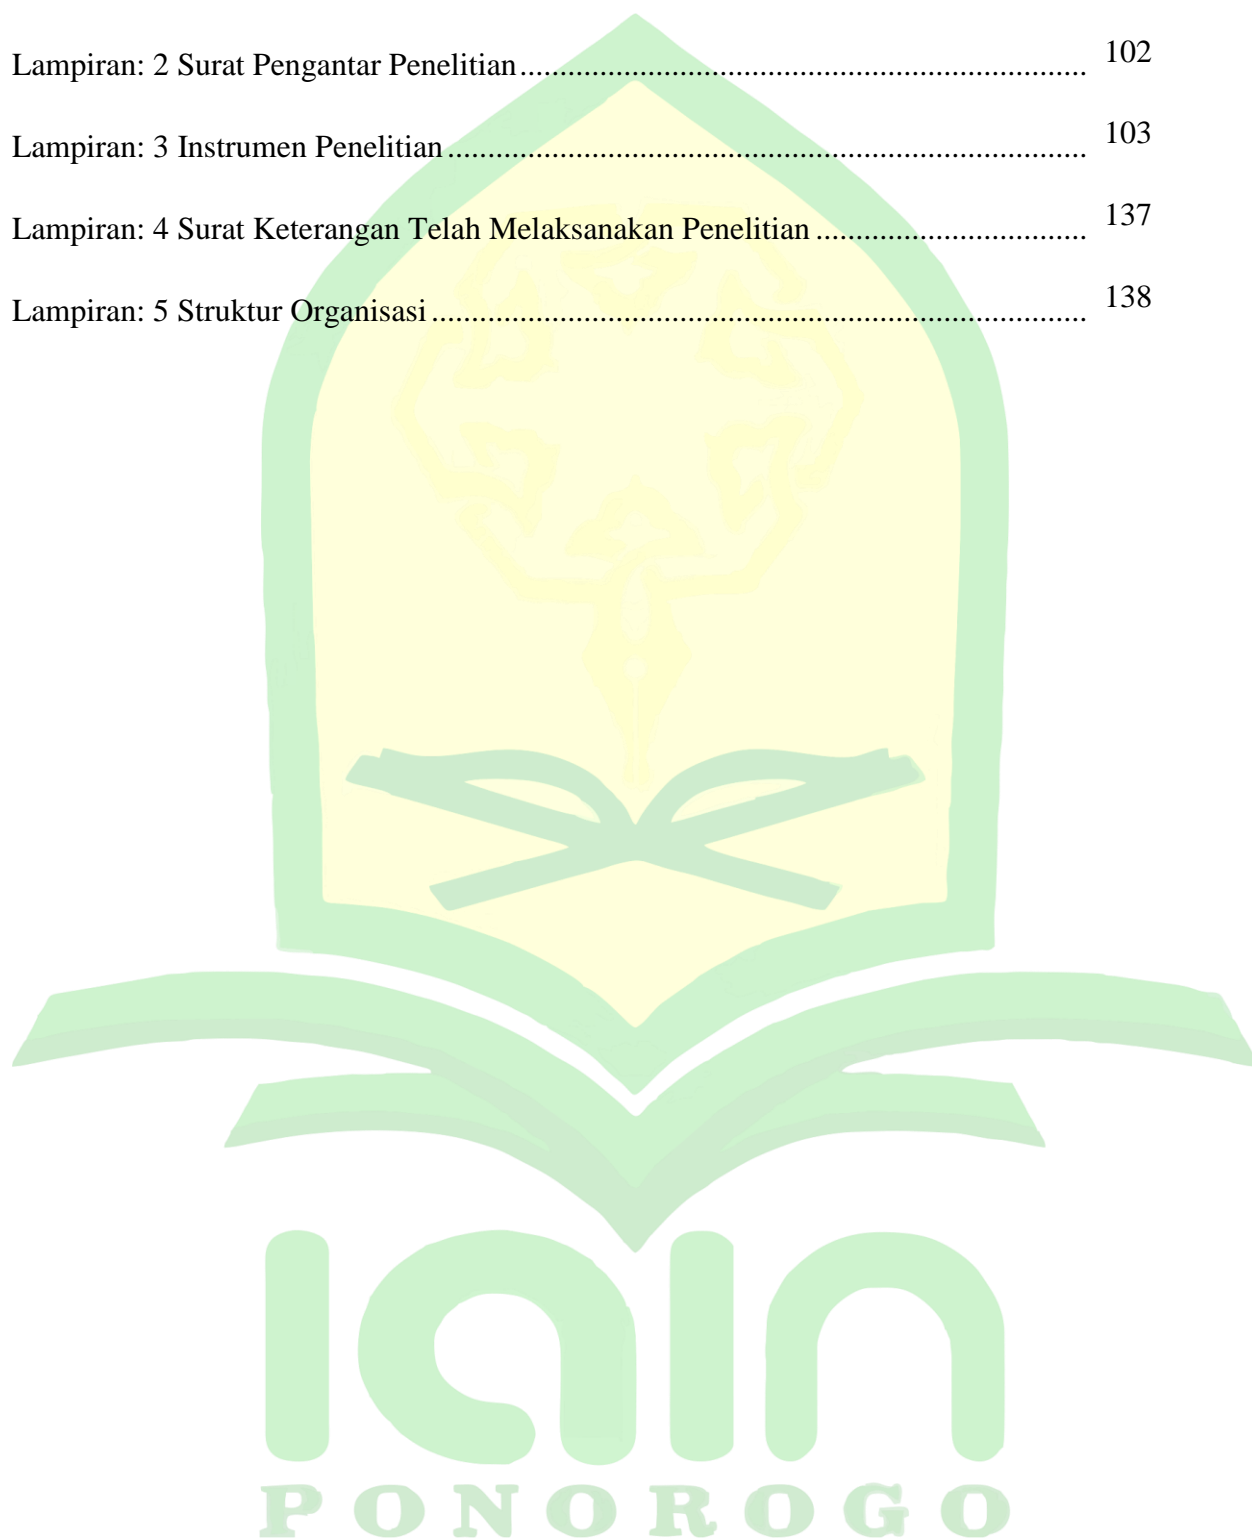 Lampiran: 2 Surat Pengantar Penelitian....................................................................... 102
Lampiran: 3 Instrumen Penelitian................................................................................ 103
Lampiran: 4 Surat Keterangan Telah Melaksanakan Penelitian.................................. 137
Lampiran: 5 Struktur Organisasi.................................................................................. 138
iain
PONOROGO